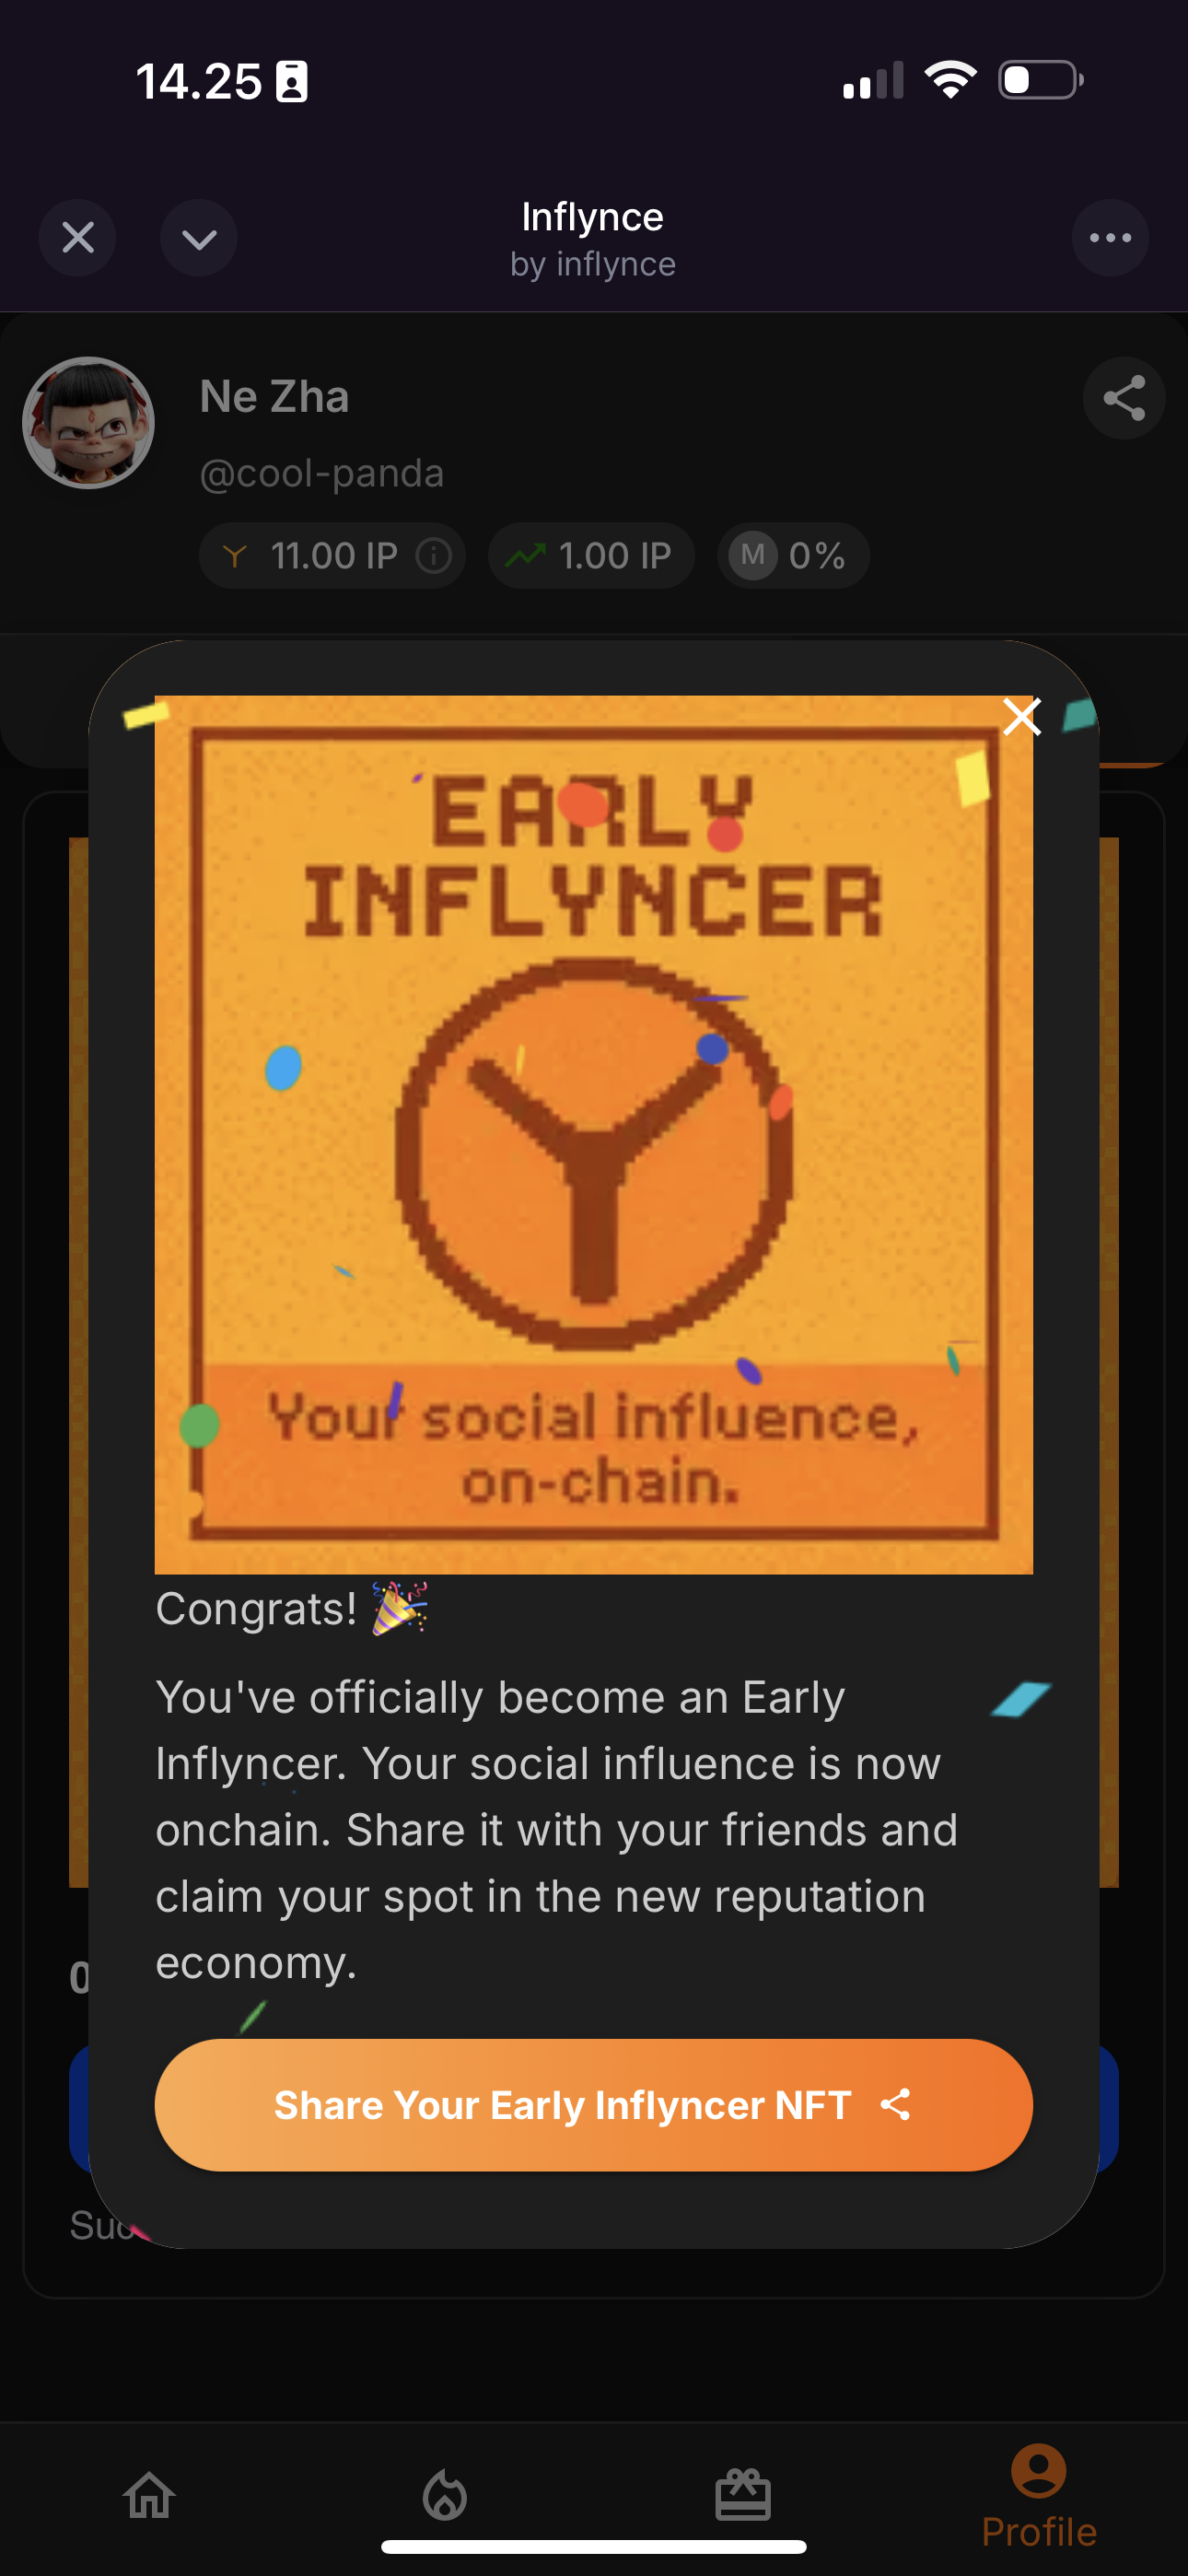 14.25
Inflynce
by inflynce
Ne Zha
@cool-panda
11.00 IP
1.00 IP
M 0%
EARLY
INFLYNCER
Your social influence,
on-chain.
Congrats! 🎉
You've officially become an Early
Inflyncer. Your social influence is now
onchain. Share it with your friends and
claim your spot in the new reputation
economy.
Share Your Early Inflyncer NFT
Profile